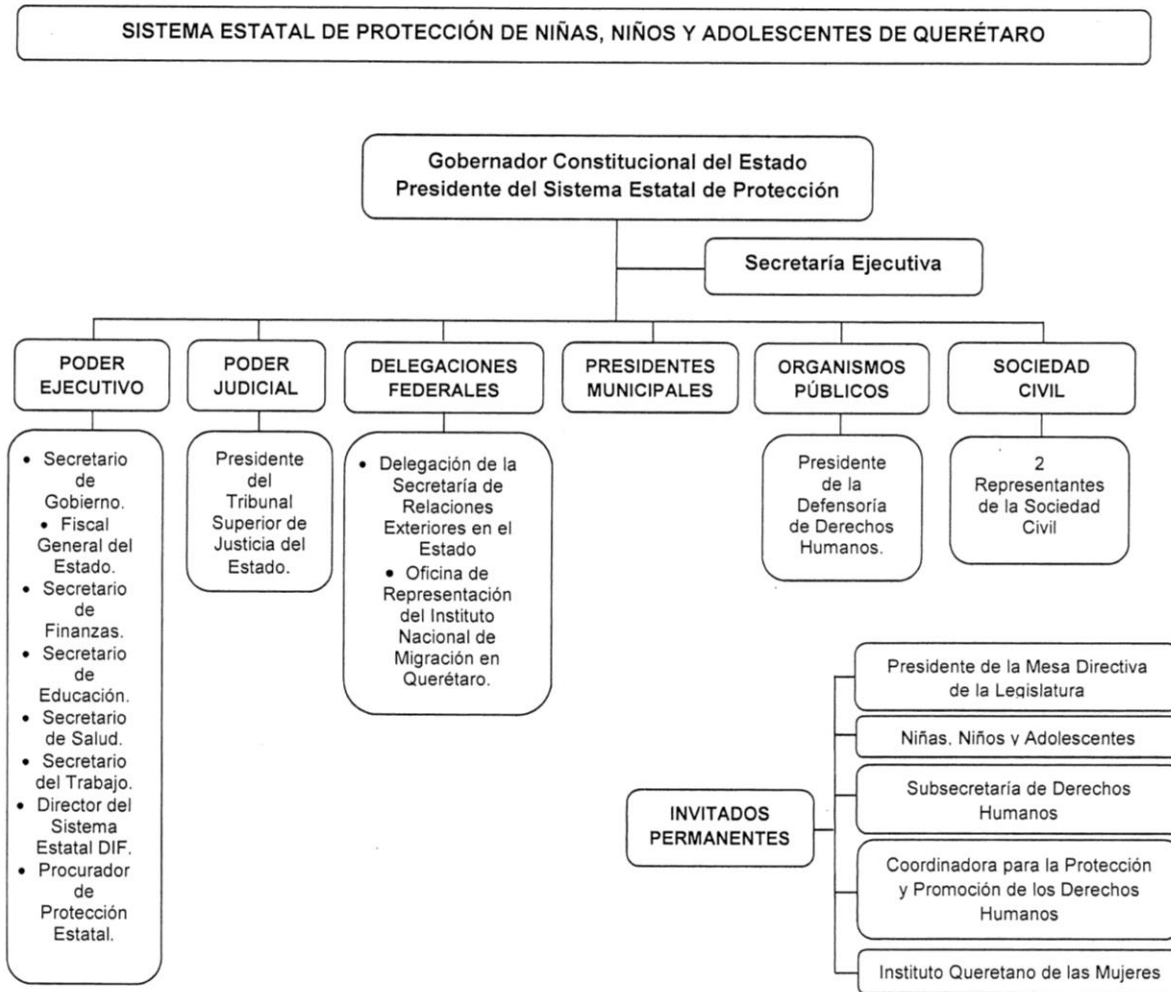 SISTEMA ESTATAL DE PROTECCIÓN DE NIÑAS, NIÑOS Y ADOLESCENTES DE QUERÉTARO
Gobernador Constitucional del Estado
Presidente del Sistema Estatal de Protección
Secretaría Ejecutiva
PODER
EJECUTIVO
• Secretario
de
Gobierno.
• Fiscal
General del
Estado.
• Secretario
de
Finanzas.
• Secretario
de
Educación.
• Secretario
de Salud.
• Secretario
del Trabajo.
• Director del
Sistema
Estatal DIF.
• Procurador
de
Protección
Estatal.
PODER
JUDICIAL
Presidente
del
Tribunal
Superior de
Justicia del
Estado.
DELEGACIONES
FEDERALES
• Delegación de la
Secretaría de
Relaciones
Exteriores en el
Estado
• Oficina de
Representación
del Instituto
Nacional de
Migración en
Querétaro.
PRESIDENTES
MUNICIPALES
ORGANISMOS
PÚBLICOS
Presidente
de la
Defensoría
de Derechos
Humanos.
SOCIEDAD
CIVIL
2
Representantes
de la Sociedad
Civil
INVITADOS
PERMANENTES
Presidente de la Mesa Directiva
de la Legislatura
Niñas, Niños y Adolescentes
Subsecretaría de Derechos
Humanos
Coordinadora para la Protección
y Promoción de los Derechos
Humanos
Instituto Queretano de las Mujeres